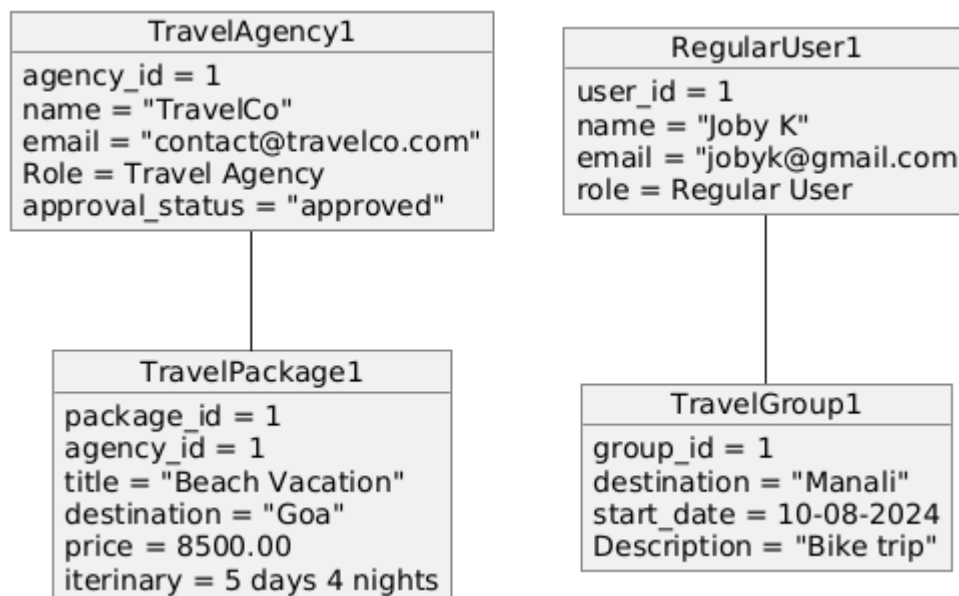 TravelAgency1
agency_id = 1
name = "TravelCo"
email = "contact@travelco.com"
Role = Travel Agency
approval_status = "approved"
RegularUser1
user_id = 1
name = "Joby K"
email = "jobyk@gmail.com
role = Regular User
TravelPackage1
package_id = 1
agency_id = 1
title = "Beach Vacation"
destination = "Goa"
price = 8500.00
iterinary = 5 days 4 nights
TravelGroup1
group_id = 1
destination = "Manali"
start_date = 10-08-2024
Description = "Bike trip"